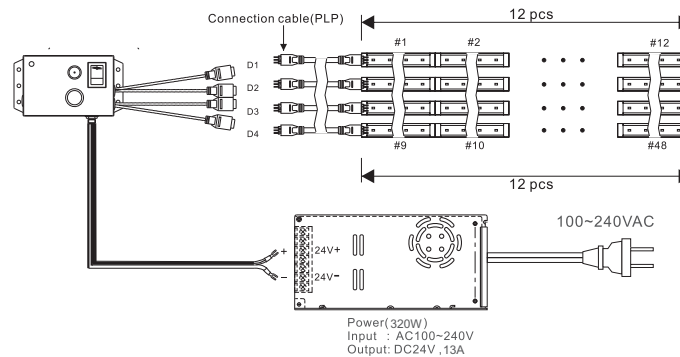 Connection cable(PLP)
12 pcs
#1
#2
#12
D1
D2
D3
D4
#9
#10
#48
12 pcs
100~240VAC
+
24V+
−
24V-
Power(320W)
Input : AC100~240V
Output: DC24V ,13A